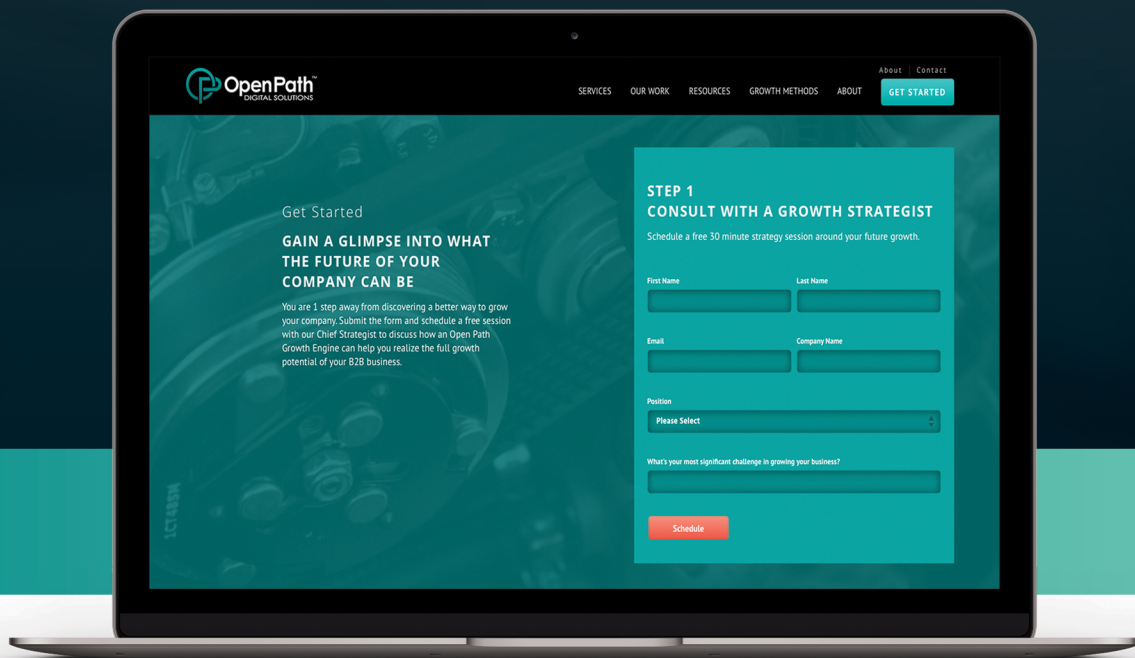 About | Contact
OpenPath™
DIGITAL SOLUTIONS
SERVICES OUR WORK RESOURCES GROWTH METHODS ABOUT GET STARTED
Get Started
GAIN A GLIMPSE INTO WHAT
THE FUTURE OF YOUR
COMPANY CAN BE
You are 1 step away from discovering a better way to grow
your company. Submit the form and schedule a free session
with our Chief Strategist to discuss how an Open Path
Growth Engine can help you realize the full growth
potential of your B2B business.
STEP 1
CONSULT WITH A GROWTH STRATEGIST
Schedule a free 30 minute strategy session around your future growth.
First Name Last Name
Email Company Name
Position
Please Select
What's your most significant challenge in growing your business?
Schedule
1CT485M